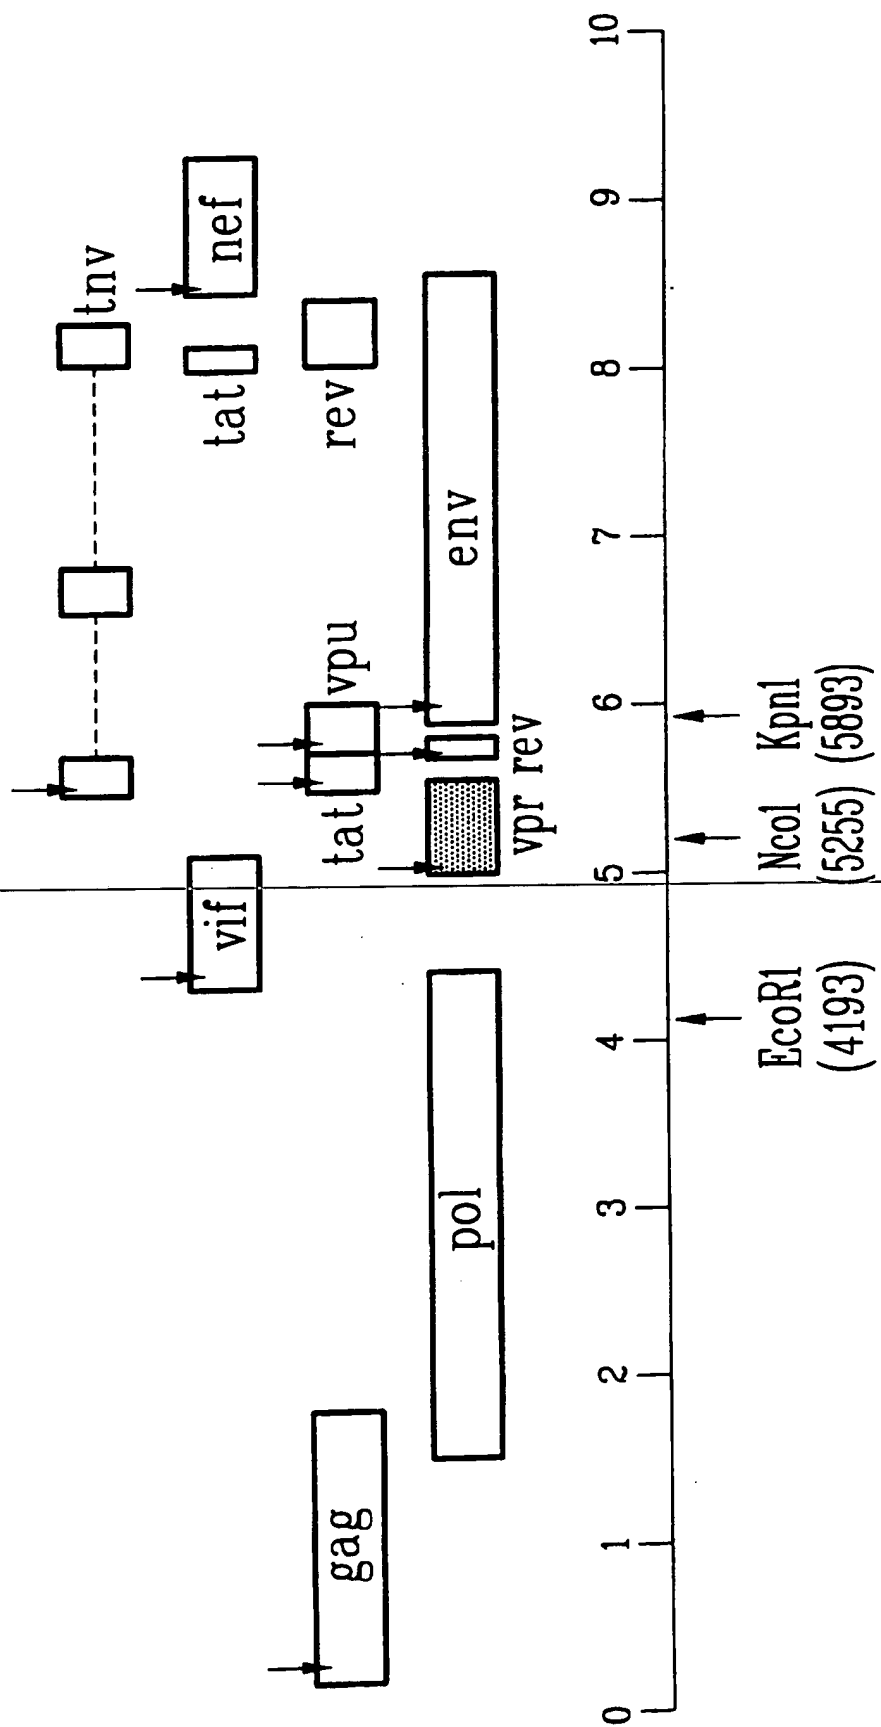 tnv
vif
tat
nef
gag
tat
vpu
rev
pol
vpr
rev
env
0
1
2
3
4
5
6
7
8
9
10
EcoR1
(4193)
Nco1
(5255)
Kpn1
(5893)